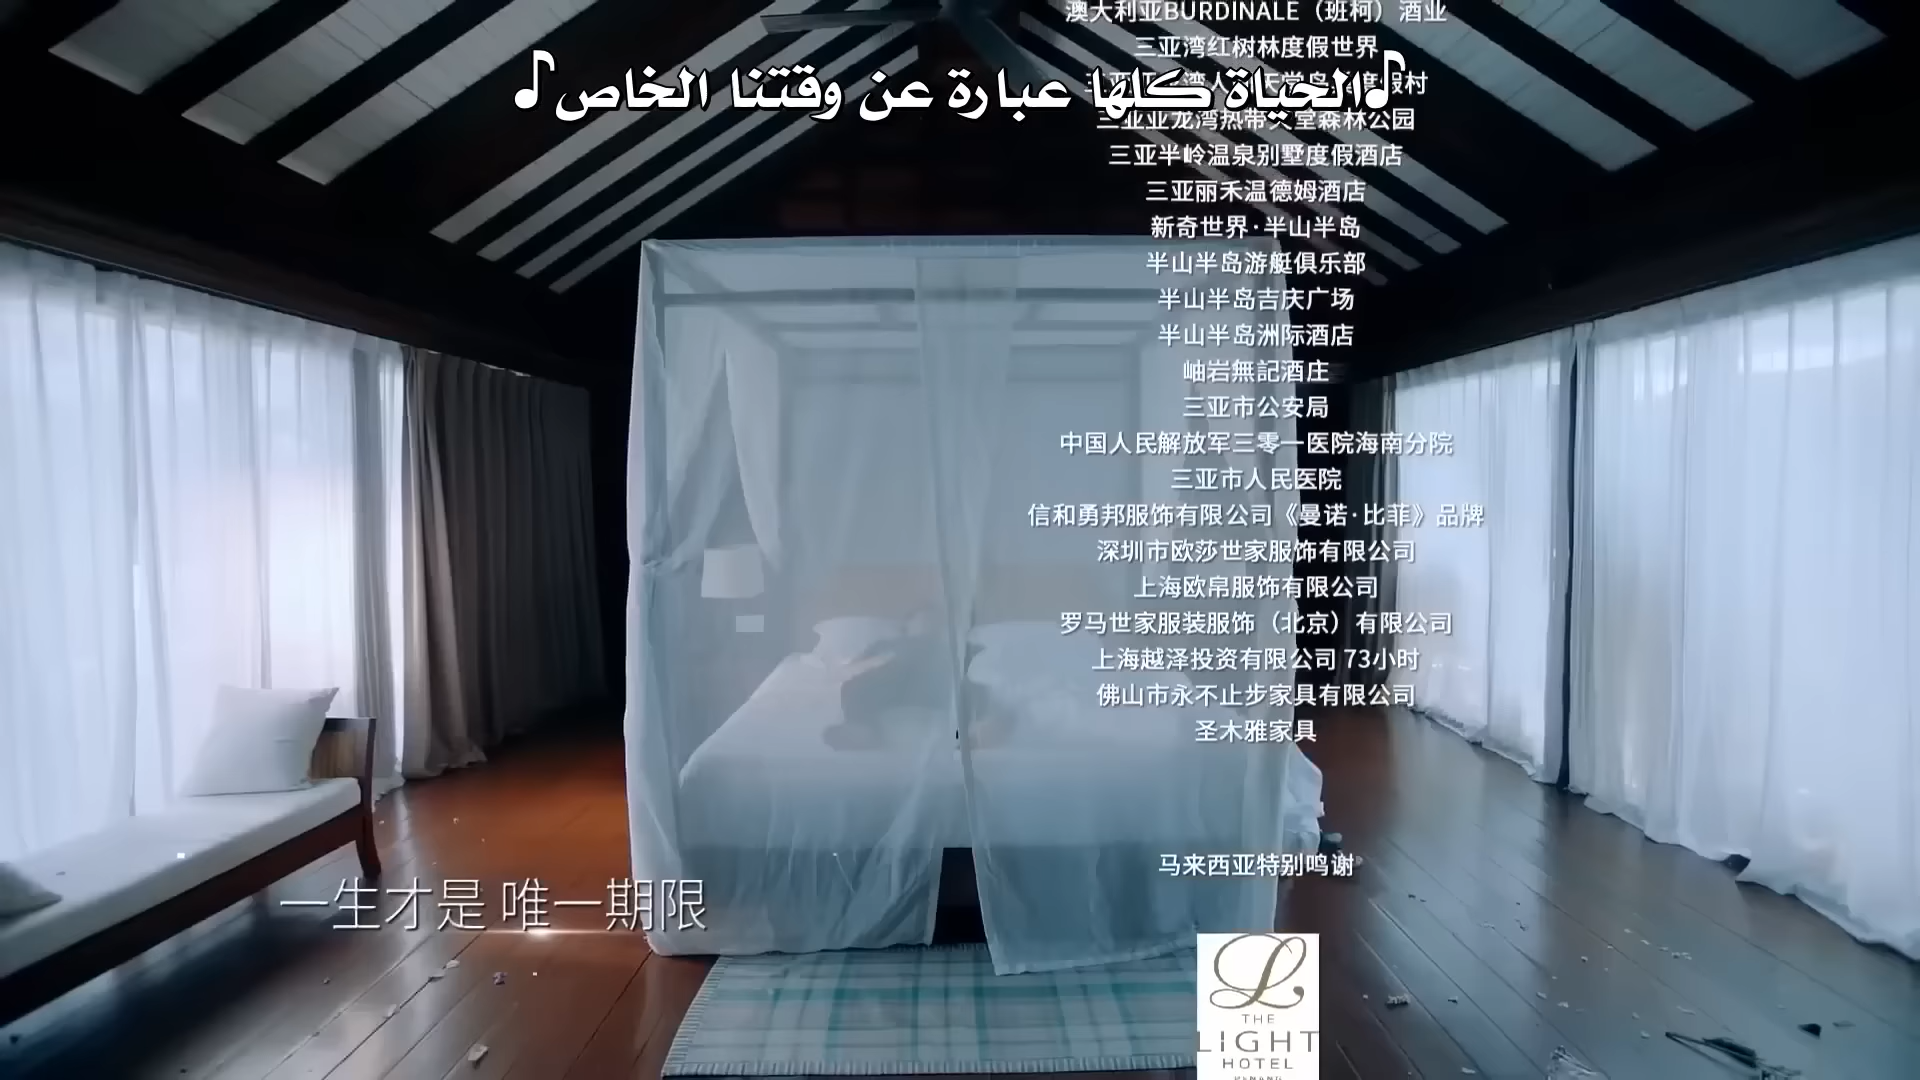 澳大利亚BURDINALE（班柯）酒业
三亚湾红树林度假世界
♪الحياة كلها عبارة عن وقتنا الخاص♪
三亚亚龙湾热带天堂森林公园
三亚半岭温泉别墅度假酒店
三亚丽禾温德姆酒店
新奇世界·半山半岛
半山半岛游艇俱乐部
半山半岛吉庆广场
半山半岛洲际酒店
岫岩無記酒庄
三亚市公安局
中国人民解放军三零一医院海南分院
三亚市人民医院
信和勇邦服饰有限公司《曼诺·比菲》品牌
深圳市欧莎世家服饰有限公司
上海欧帛服饰有限公司
罗马世家服装服饰（北京）有限公司
上海越泽投资有限公司 73小时
佛山市永不止步家具有限公司
圣木雅家具
马来西亚特别鸣谢
一生才是 唯一期限
L
THE
LIGHT
HOTEL